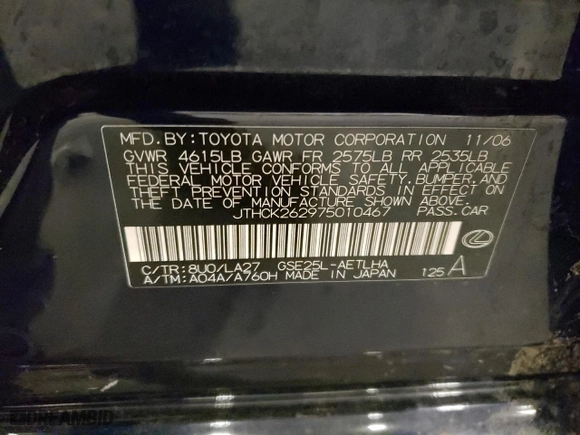 MFD. BY: TOYOTA MOTOR CORPORATION 11/06
GVWR 4615LB GAWR FR 2575LB RR 2535LB
THIS VEHICLE CONFORMS TO ALL APPLICABLE
FEDERAL MOTOR VEHICLE SAFETY, BUMPER, AND
THEFT PREVENTION STANDARDS IN EFFECT ON
THE DATE OF MANUFACTURE SHOWN ABOVE.
JTHCK262975010467 PASS. CAR
C/TR: 8U0/LA27 GSE25L-AETLHA
A/TM: A04A/A760H MADE IN JAPAN 125 A
DREAMBID